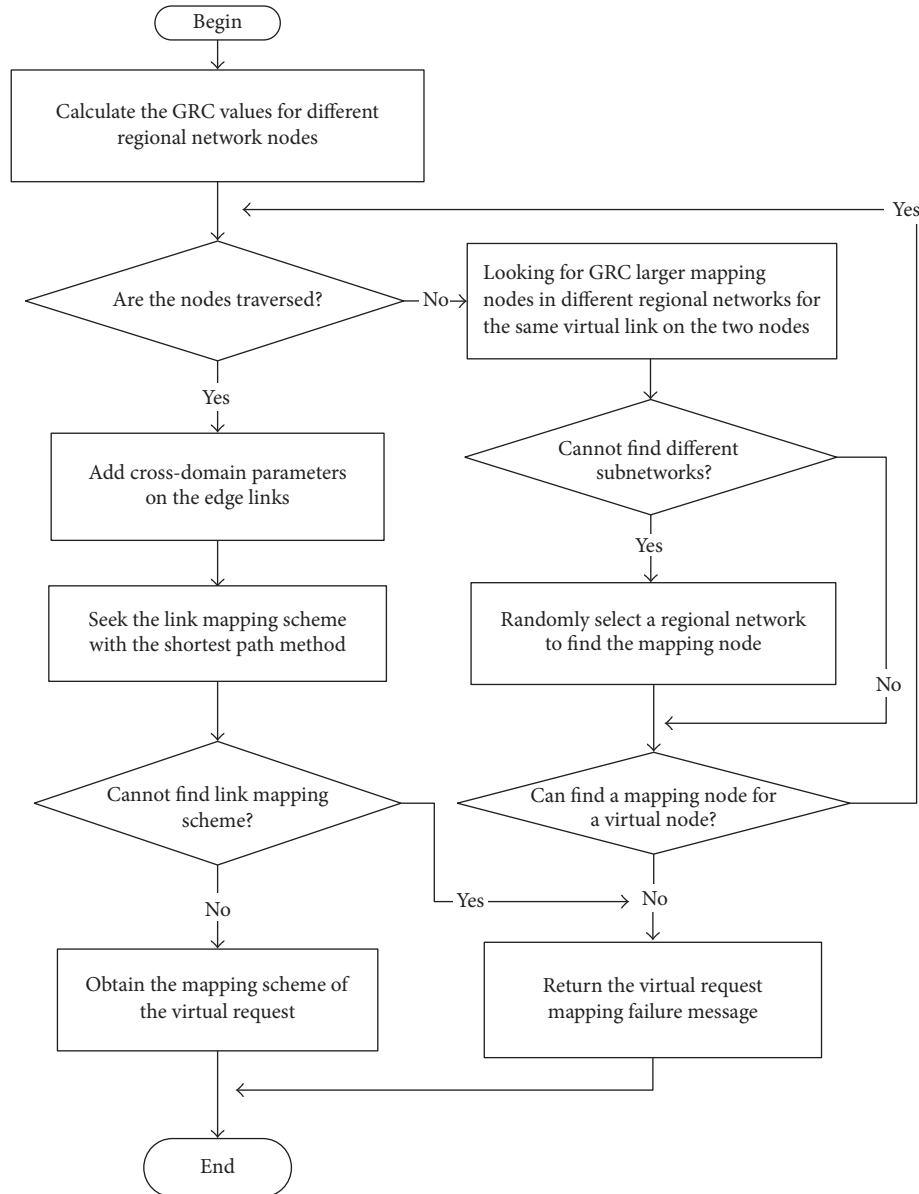 Begin
Calculate the GRC values for different
regional network nodes
Yes
Are the nodes traversed?
No
Looking for GRC larger mapping
nodes in different regional networks for
the same virtual link on the two nodes
Yes
Cannot find different
subnetworks?
Add cross-domain parameters
on the edge links
Yes
Seek the link mapping scheme
with the shortest path method
Randomly select a regional network
to find the mapping node
No
Cannot find link mapping
scheme?
Can find a mapping node for
a virtual node?
No
Yes
No
Obtain the mapping scheme of
the virtual request
Return the virtual request
mapping failure message
End